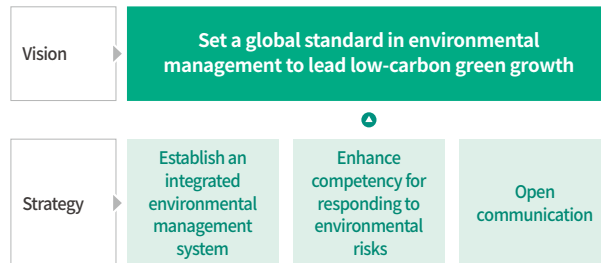 Vision
Set a global standard in environmental
management to lead low-carbon green growth
Strategy
Establish an
integrated
environmental
management
system
Enhance
competency for
responding to
environmental
risks
Open
communication